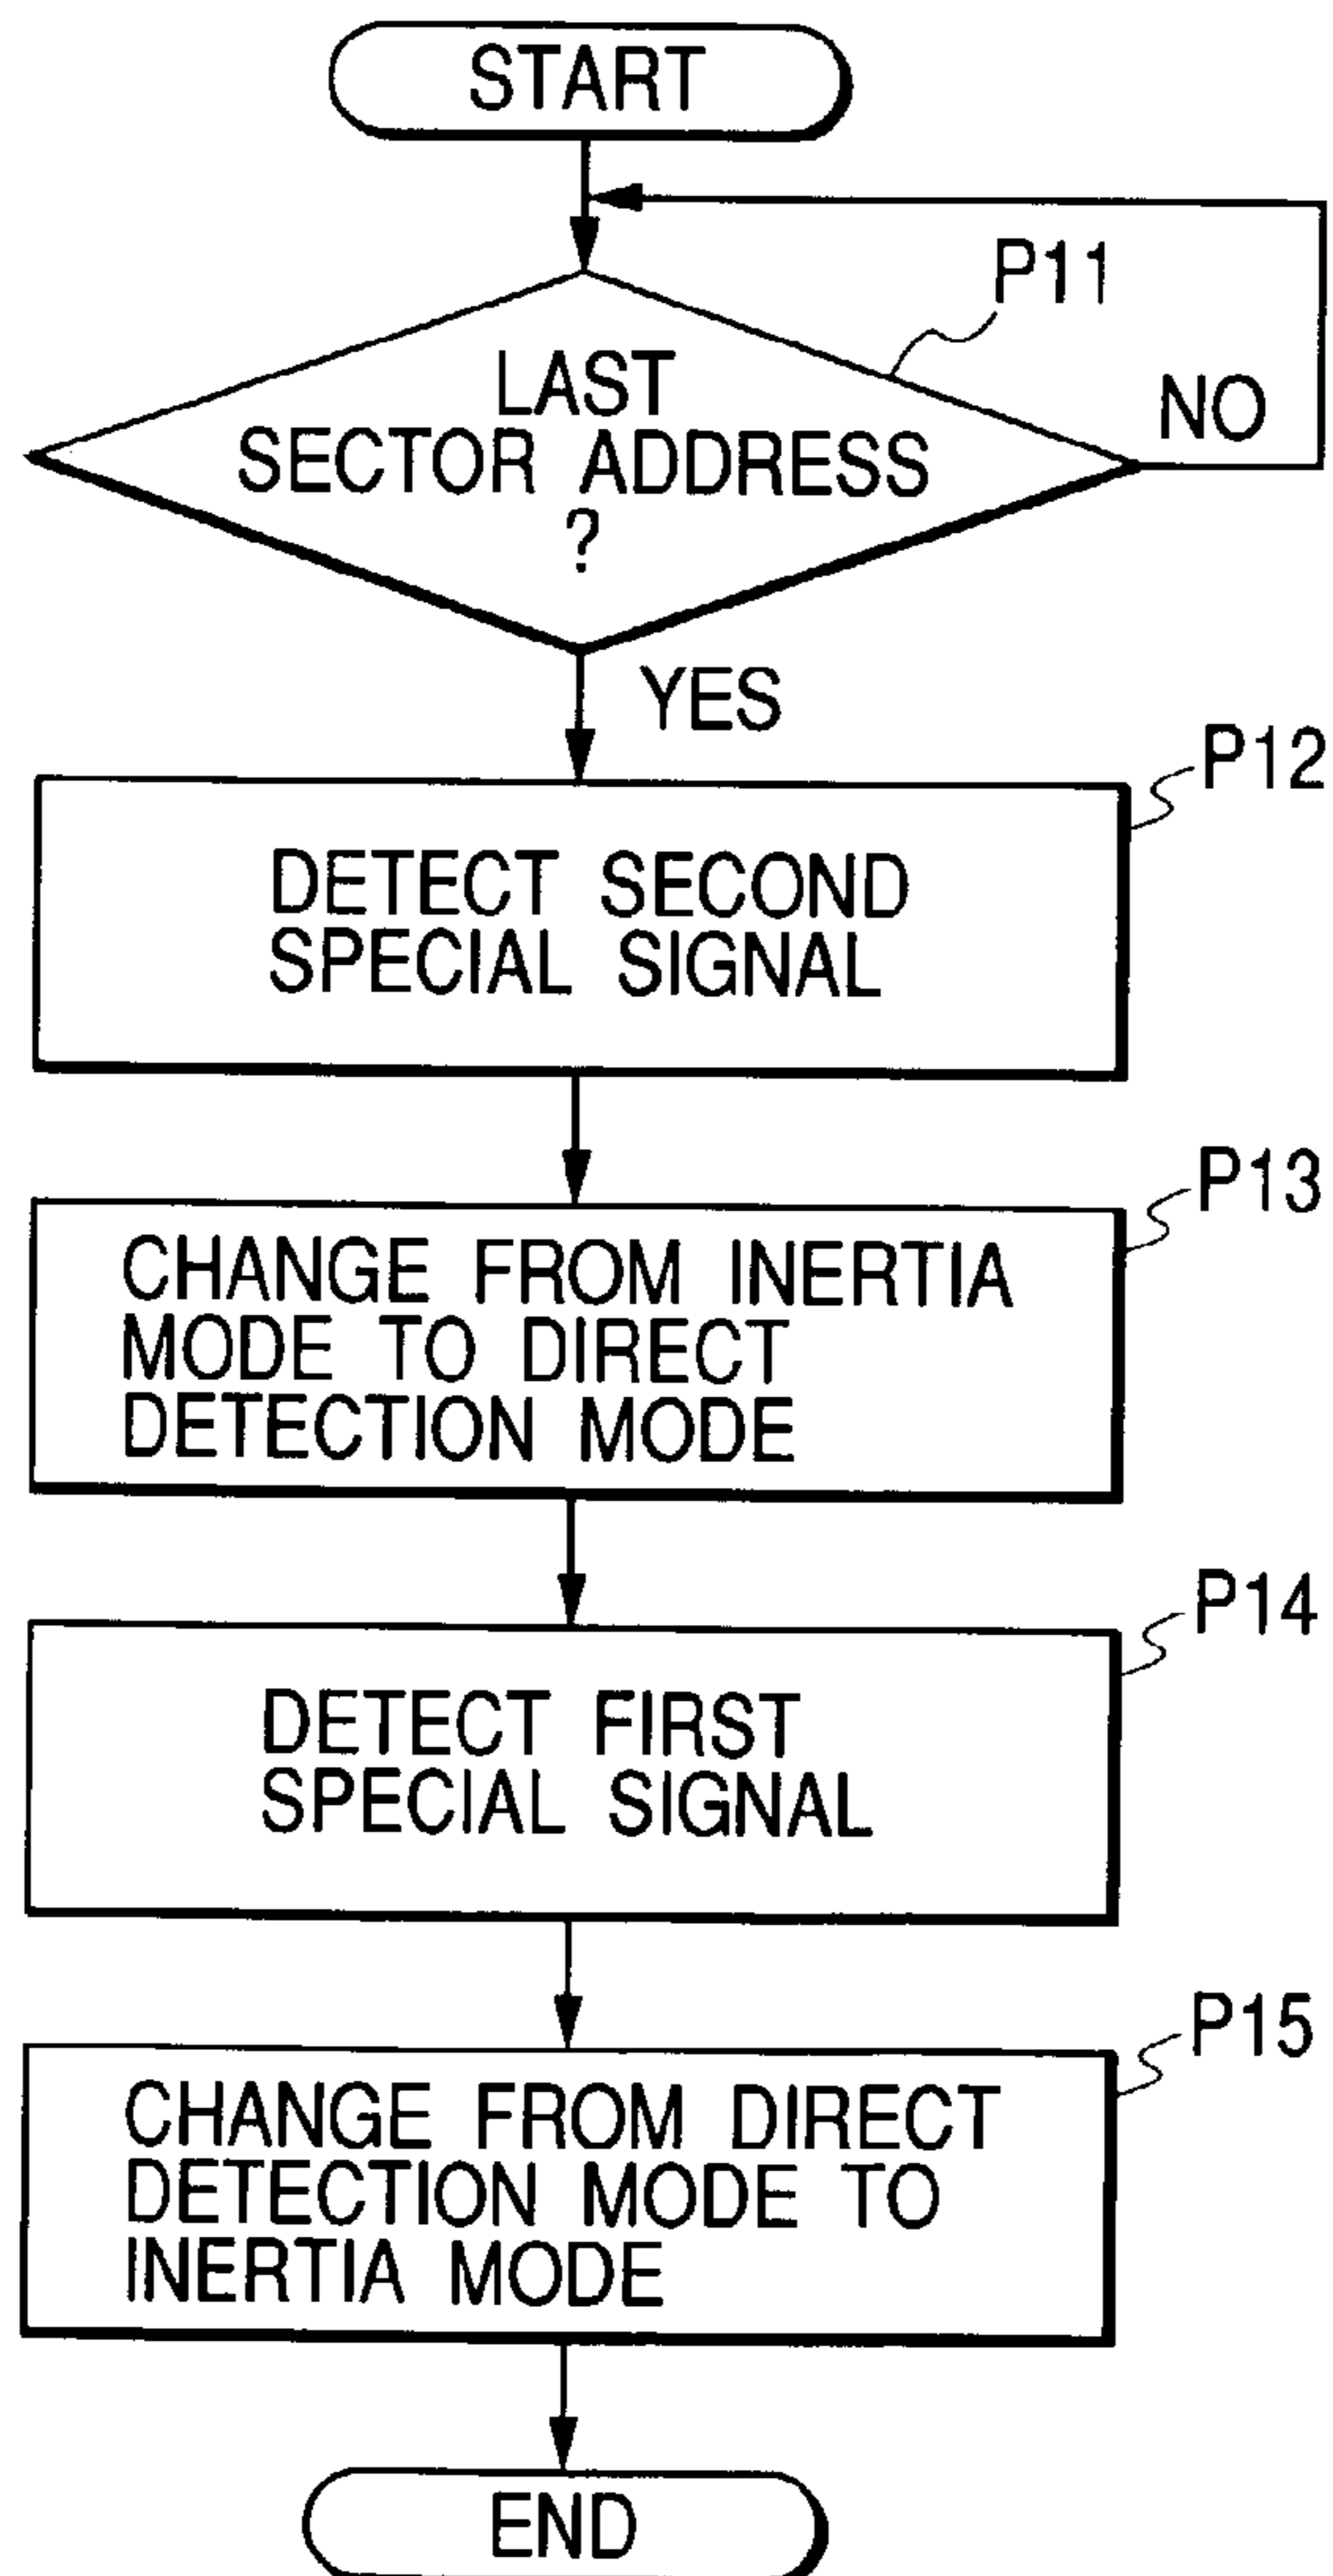 START
P11
LAST
SECTOR ADDRESS
?
NO
YES
P12
DETECT SECOND
SPECIAL SIGNAL
P13
CHANGE FROM INERTIA
MODE TO DIRECT
DETECTION MODE
P14
DETECT FIRST
SPECIAL SIGNAL
P15
CHANGE FROM DIRECT
DETECTION MODE TO
INERTIA MODE
END